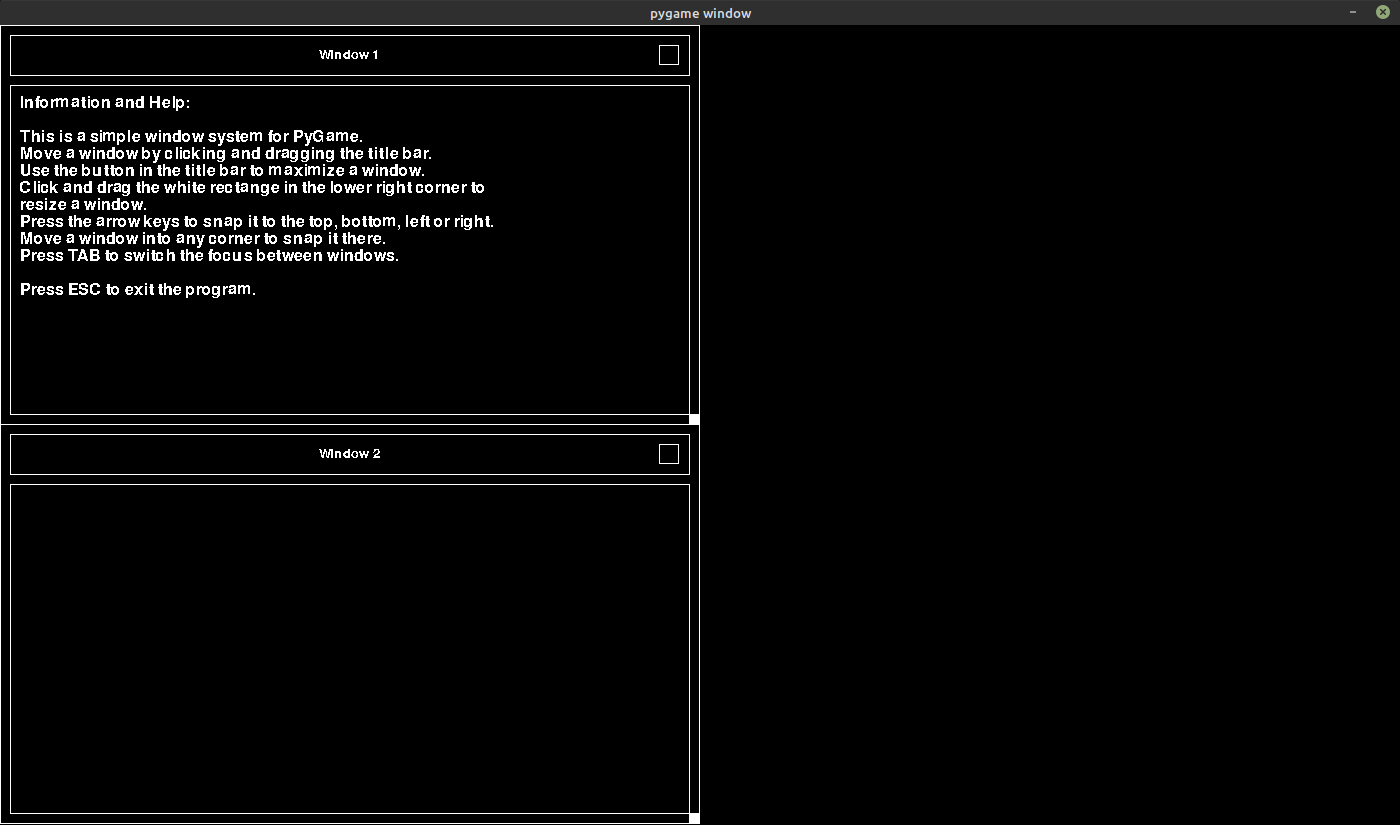 pygame window
Window 1
Information and Help:
This is a simple window system for PyGame.
Move a window by clicking and dragging the title bar.
Use the button in the title bar to maximize a window.
Click and drag the white rectange in the lower right corner to
resize a window.
Press the arrow keys to snap it to the top, bottom, left or right.
Move a window into any corner to snap it there.
Press TAB to switch the focus between windows.
Press ESC to exit the program.
Window 2